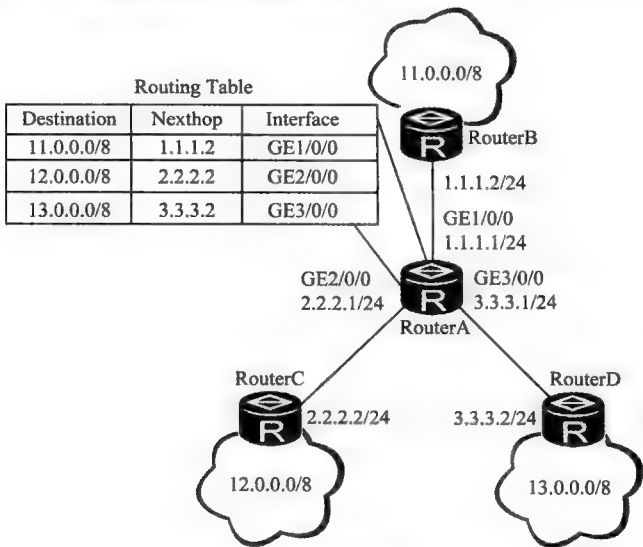 11.0.0.0/8
Routing Table
Destination Nexthop Interface
11.0.0.0/8 1.1.1.2 GE1/0/0
12.0.0.0/8 2.2.2.2 GE2/0/0
13.0.0.0/8 3.3.3.2 GE3/0/0
R
RouterB
1.1.1.2/24
GE1/0/0
1.1.1.1/24
GE2/0/0
2.2.2.1/24
R
GE3/0/0
3.3.3.1/24
RouterA
RouterC
R
2.2.2.2/24
12.0.0.0/8
RouterD
3.3.3.2/24
R
13.0.0.0/8